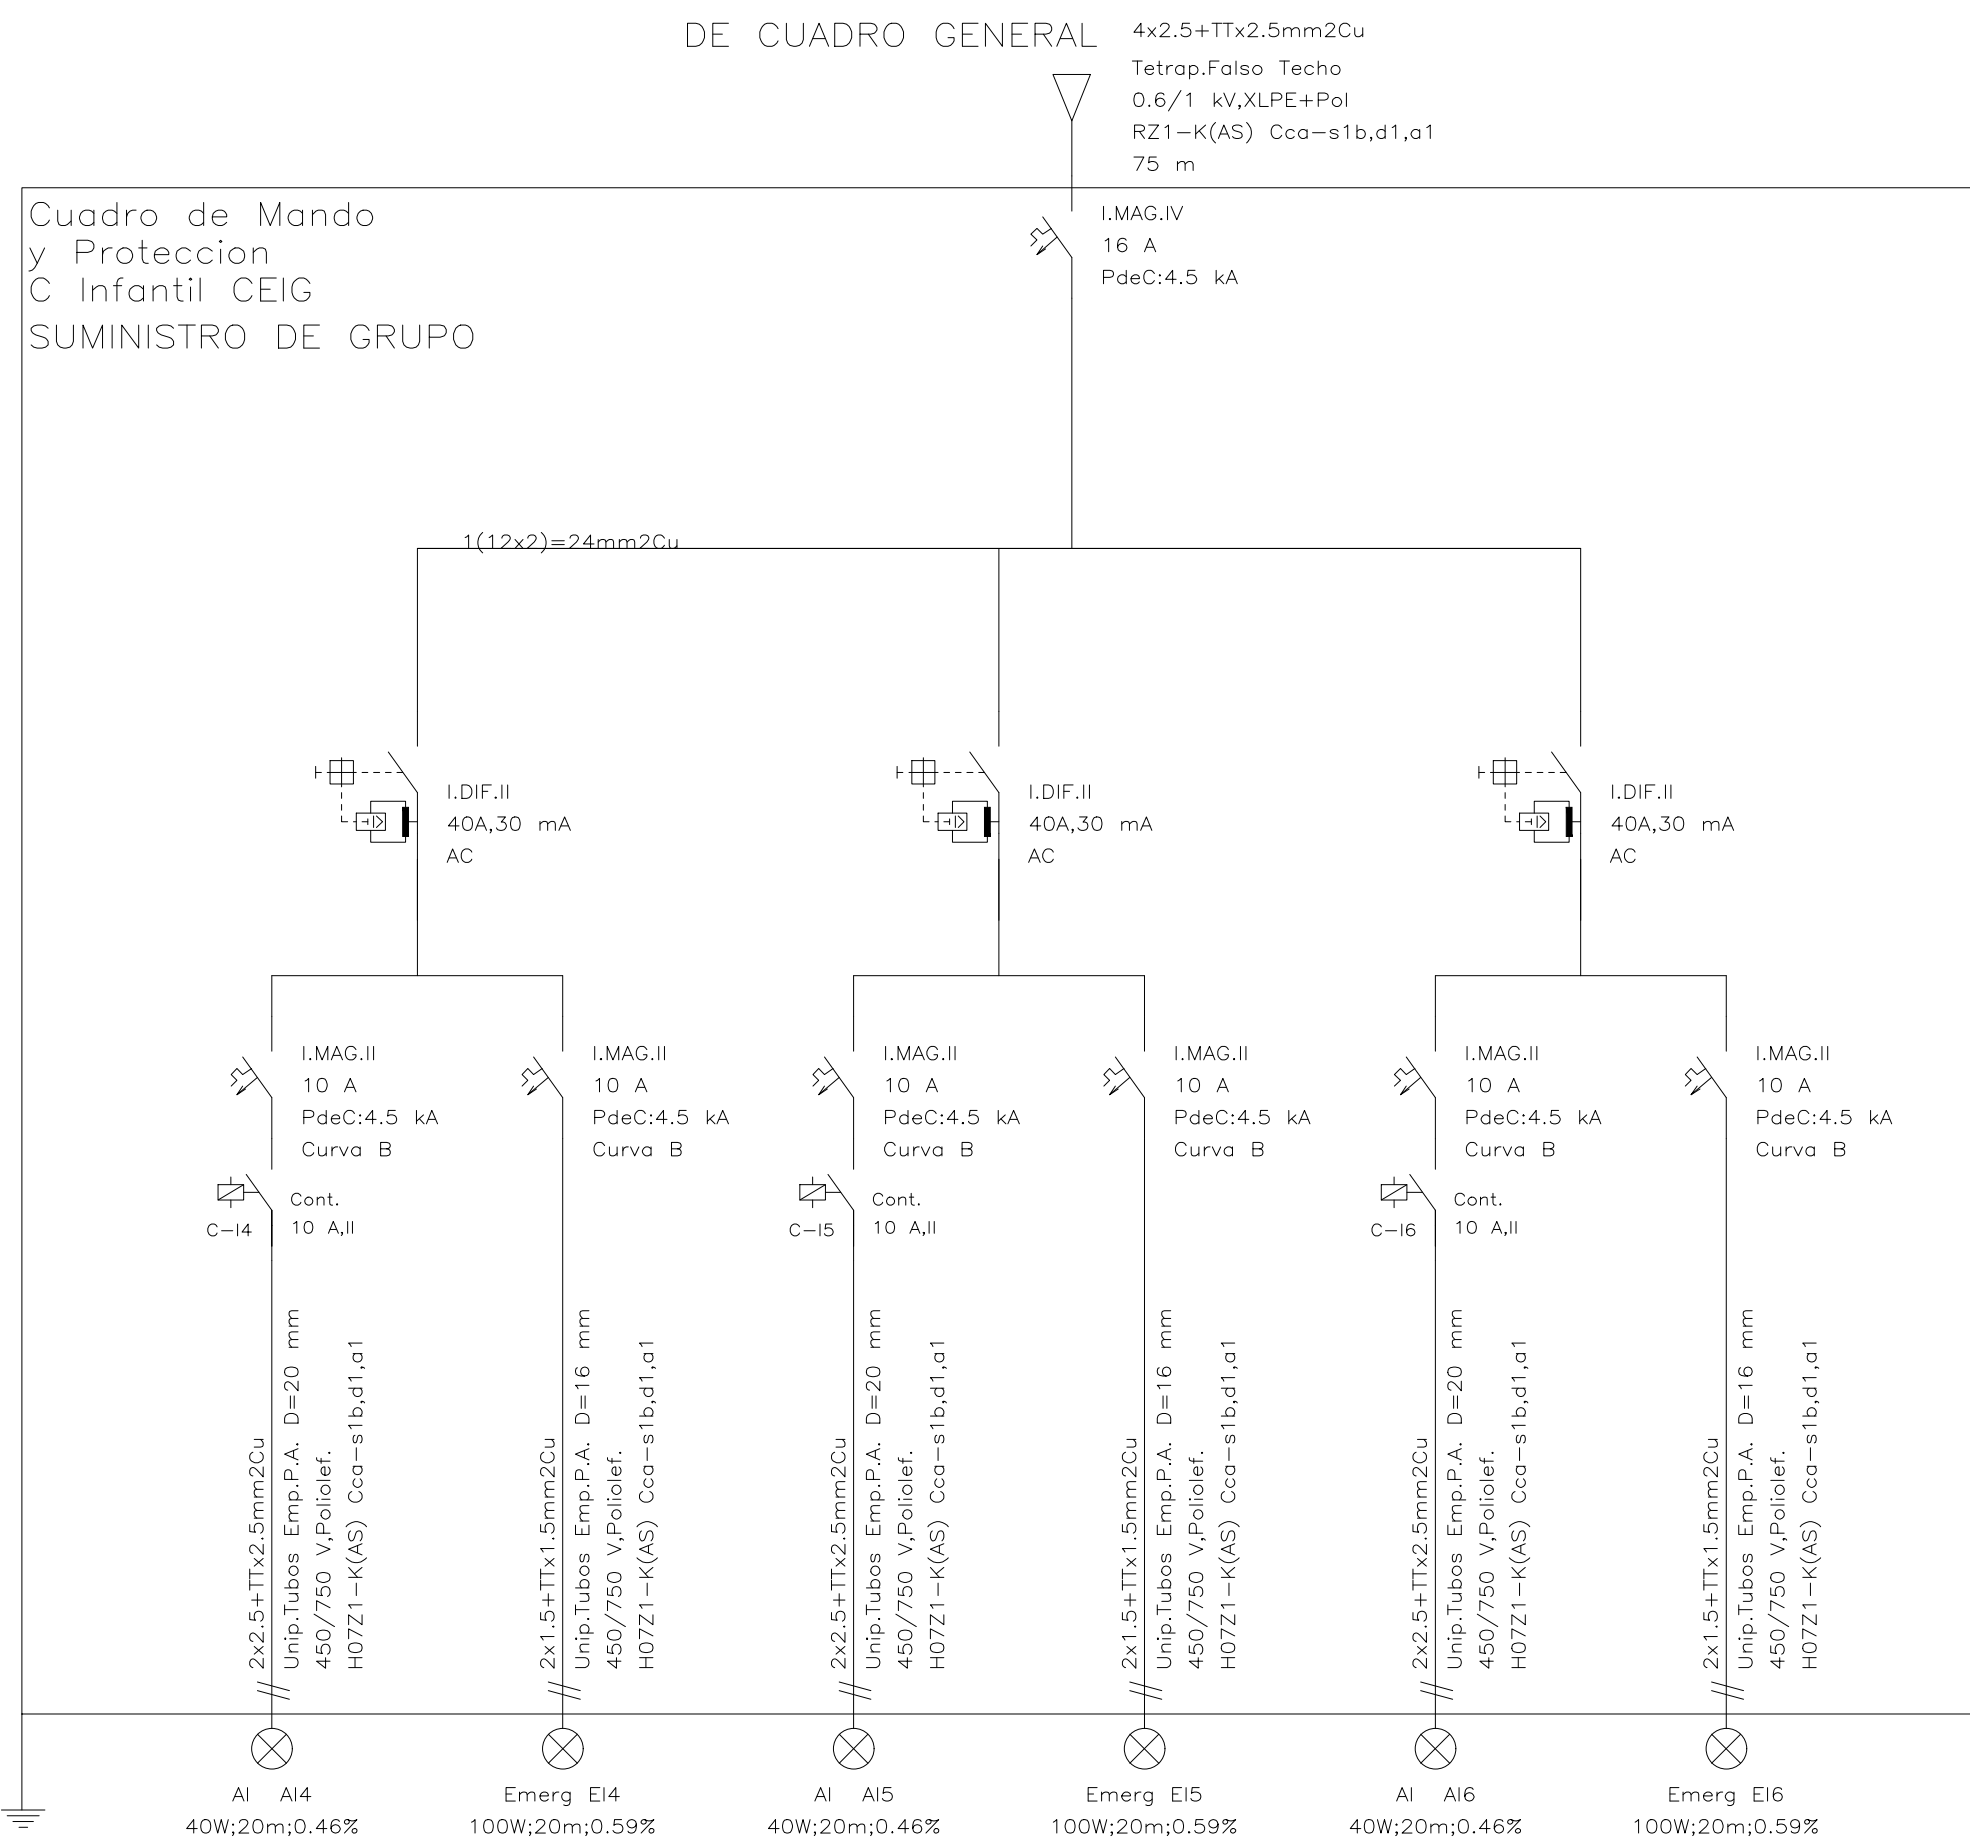 DE CUADRO GENERAL
4x2.5+TTx2.5mm2Cu
Tetrap.Falso Techo
0.6/1 kV,XLPE+Pol
RZ1-K(AS) Cca-s1b,d1,a1
75 m
Cuadro de Mando
y Proteccion
C Infantil CEIG
SUMINISTRO DE GRUPO
I.MAG.IV
16 A
PdeC:4.5 kA
1(12x2)=24mm2Cu
I.DIF.II
40A,30 mA
AC
I.DIF.II
40A,30 mA
AC
I.DIF.II
40A,30 mA
AC
I.MAG.II
10 A
PdeC:4.5 kA
Curva B
I.MAG.II
10 A
PdeC:4.5 kA
Curva B
I.MAG.II
10 A
PdeC:4.5 kA
Curva B
I.MAG.II
10 A
PdeC:4.5 kA
Curva B
I.MAG.II
10 A
PdeC:4.5 kA
Curva B
I.MAG.II
10 A
PdeC:4.5 kA
Curva B
C-I4
Cont.
10 A,II
C-I5
Cont.
10 A,II
C-I6
Cont.
10 A,II
2x2.5+TTx2.5mm2Cu
Unip.Tubos Emp.P.A. D=20 mm
450/750 V,Poliolef.
H07Z1-K(AS) Cca-s1b,d1,a1
2x1.5+TTx1.5mm2Cu
Unip.Tubos Emp.P.A. D=16 mm
450/750 V,Poliolef.
H07Z1-K(AS) Cca-s1b,d1,a1
2x2.5+TTx2.5mm2Cu
Unip.Tubos Emp.P.A. D=20 mm
450/750 V,Poliolef.
H07Z1-K(AS) Cca-s1b,d1,a1
2x1.5+TTx1.5mm2Cu
Unip.Tubos Emp.P.A. D=16 mm
450/750 V,Poliolef.
H07Z1-K(AS) Cca-s1b,d1,a1
2x2.5+TTx2.5mm2Cu
Unip.Tubos Emp.P.A. D=20 mm
450/750 V,Poliolef.
H07Z1-K(AS) Cca-s1b,d1,a1
2x1.5+TTx1.5mm2Cu
Unip.Tubos Emp.P.A. D=16 mm
450/750 V,Poliolef.
H07Z1-K(AS) Cca-s1b,d1,a1
Al AI4
40W;20m;0.46%
Emerg EI4
100W;20m;0.59%
Al AI5
40W;20m;0.46%
Emerg EI5
100W;20m;0.59%
Al AI6
40W;20m;0.46%
Emerg EI6
100W;20m;0.59%